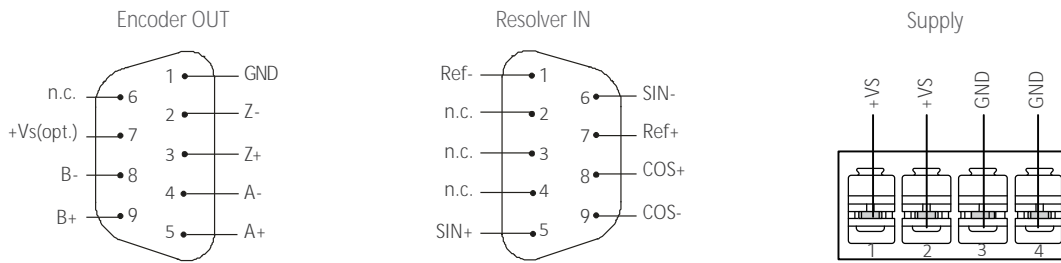 Encoder OUT
n.c. 6
+Vs(opt.) 7
B- 8
B+ 9
1 GND
2 Z-
3 Z+
4 A-
5 A+
Resolver IN
Ref- 1
n.c. 2
n.c. 3
n.c. 4
SIN+ 5
6 SIN-
7 Ref+
8 COS+
9 COS-
Supply
+VS
+VS
GND
GND
1 2 3 4